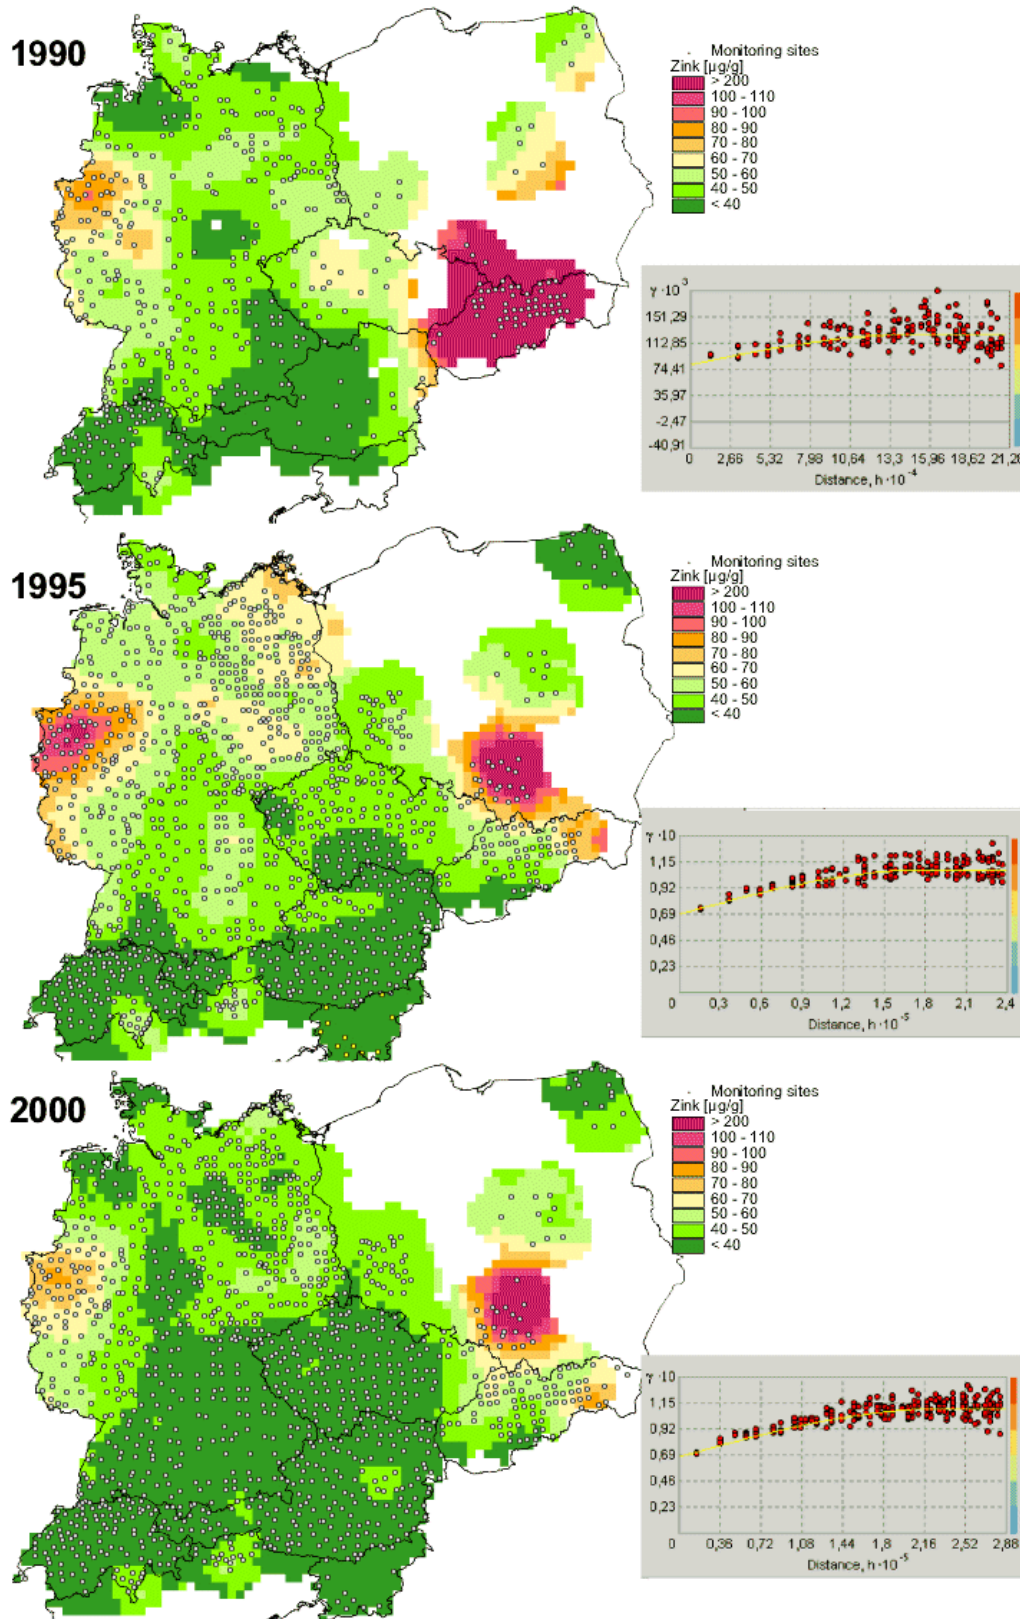 1990
Monitoring sites
Zink [µg/g]
> 200
100 - 110
90 - 100
80 - 90
70 - 80
60 - 70
50 - 60
40 - 50
< 40
γ ·10 3
151,29
112,85
74,41
35,97
-2,47
-40,91
0 2,66 5,32 7,98 10,64 13,3 15,96 18,62 21,28
Distance, h·10 -4
1995
Monitoring sites
Zink [µg/g]
> 200
100 - 110
90 - 100
80 - 90
70 - 80
60 - 70
50 - 60
40 - 50
< 40
γ ·10
1,15
0,92
0,69
0,46
0,23
0 0,3 0,6 0,9 1,2 1,5 1,8 2,1 2,4
Distance, h·10 -5
2000
Monitoring sites
Zink [µg/g]
> 200
100 - 110
90 - 100
80 - 90
70 - 80
60 - 70
50 - 60
40 - 50
< 40
γ ·10
1,15
0,92
0,69
0,46
0,23
0 0,36 0,72 1,08 1,44 1,8 2,16 2,52 2,88
Distance, h·10 -5